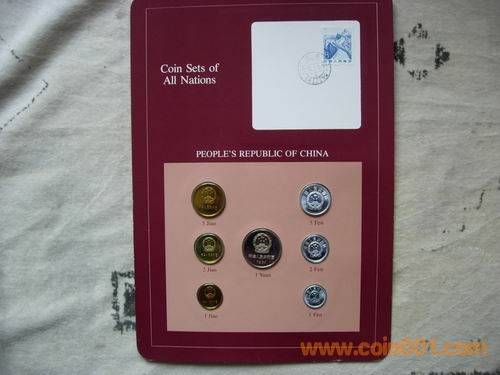 Coin Sets of
All Nations
PEOPLE'S REPUBLIC OF CHINA
5 Jiao
5 Fen
2 Jiao
1 Yuan
2 Fen
1 Jiao
1 Fen
www.coin001.com